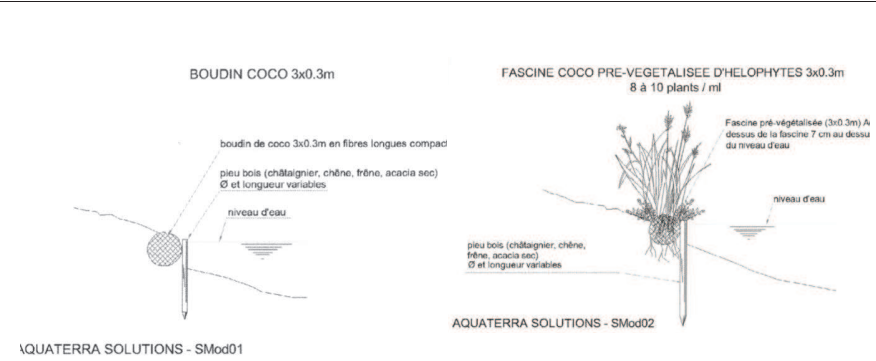 BOUDIN COCO 3x0.3m
boudin de coco 3x0.3m en fibres longues compact
pieu bois (châtaignier, chêne, frêne, acacia sec)
Ø et longueur variables
niveau d'eau
AQUATERRA SOLUTIONS - SMod01
FASCINE COCO PRE-VEGETALISEE D'HELOPHYTES 3x0.3m
8 à 10 plants / ml
Fascine pré-végétalisée (3x0.3m) A
dessus de la fascine 7 cm au dessu
du niveau d'eau
niveau d'eau
pieu bois (châtaignier, chêne,
frêne, acacia sec)
Ø et longueur variables
AQUATERRA SOLUTIONS - SMod02